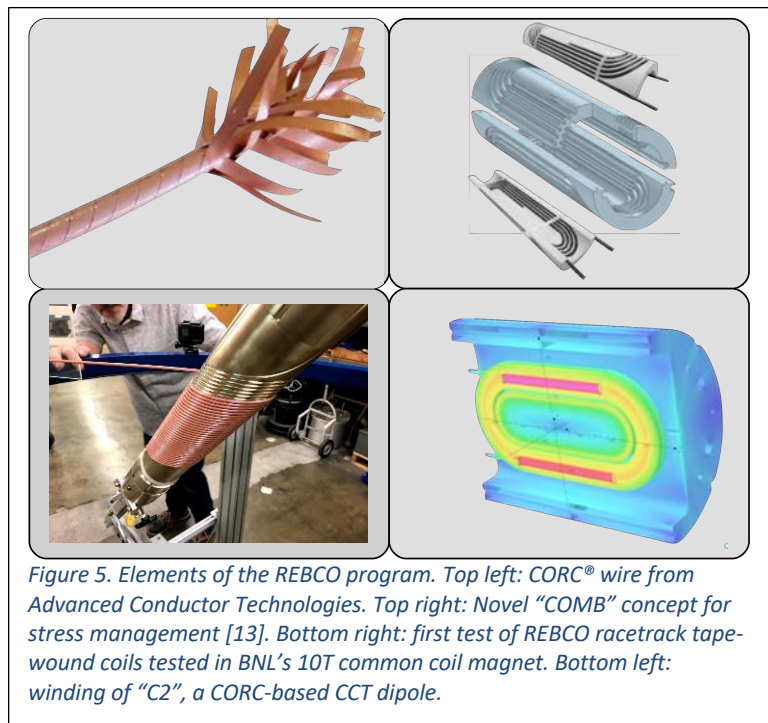 Figure 5. Elements of the REBCO program. Top left: CORC® wire from
Advanced Conductor Technologies. Top right: Novel “COMB” concept for
stress management [13]. Bottom right: first test of REBCO racetrack tape-
wound coils tested in BNL’s 10T common coil magnet. Bottom left:
winding of “C2”, a CORC-based CCT dipole.